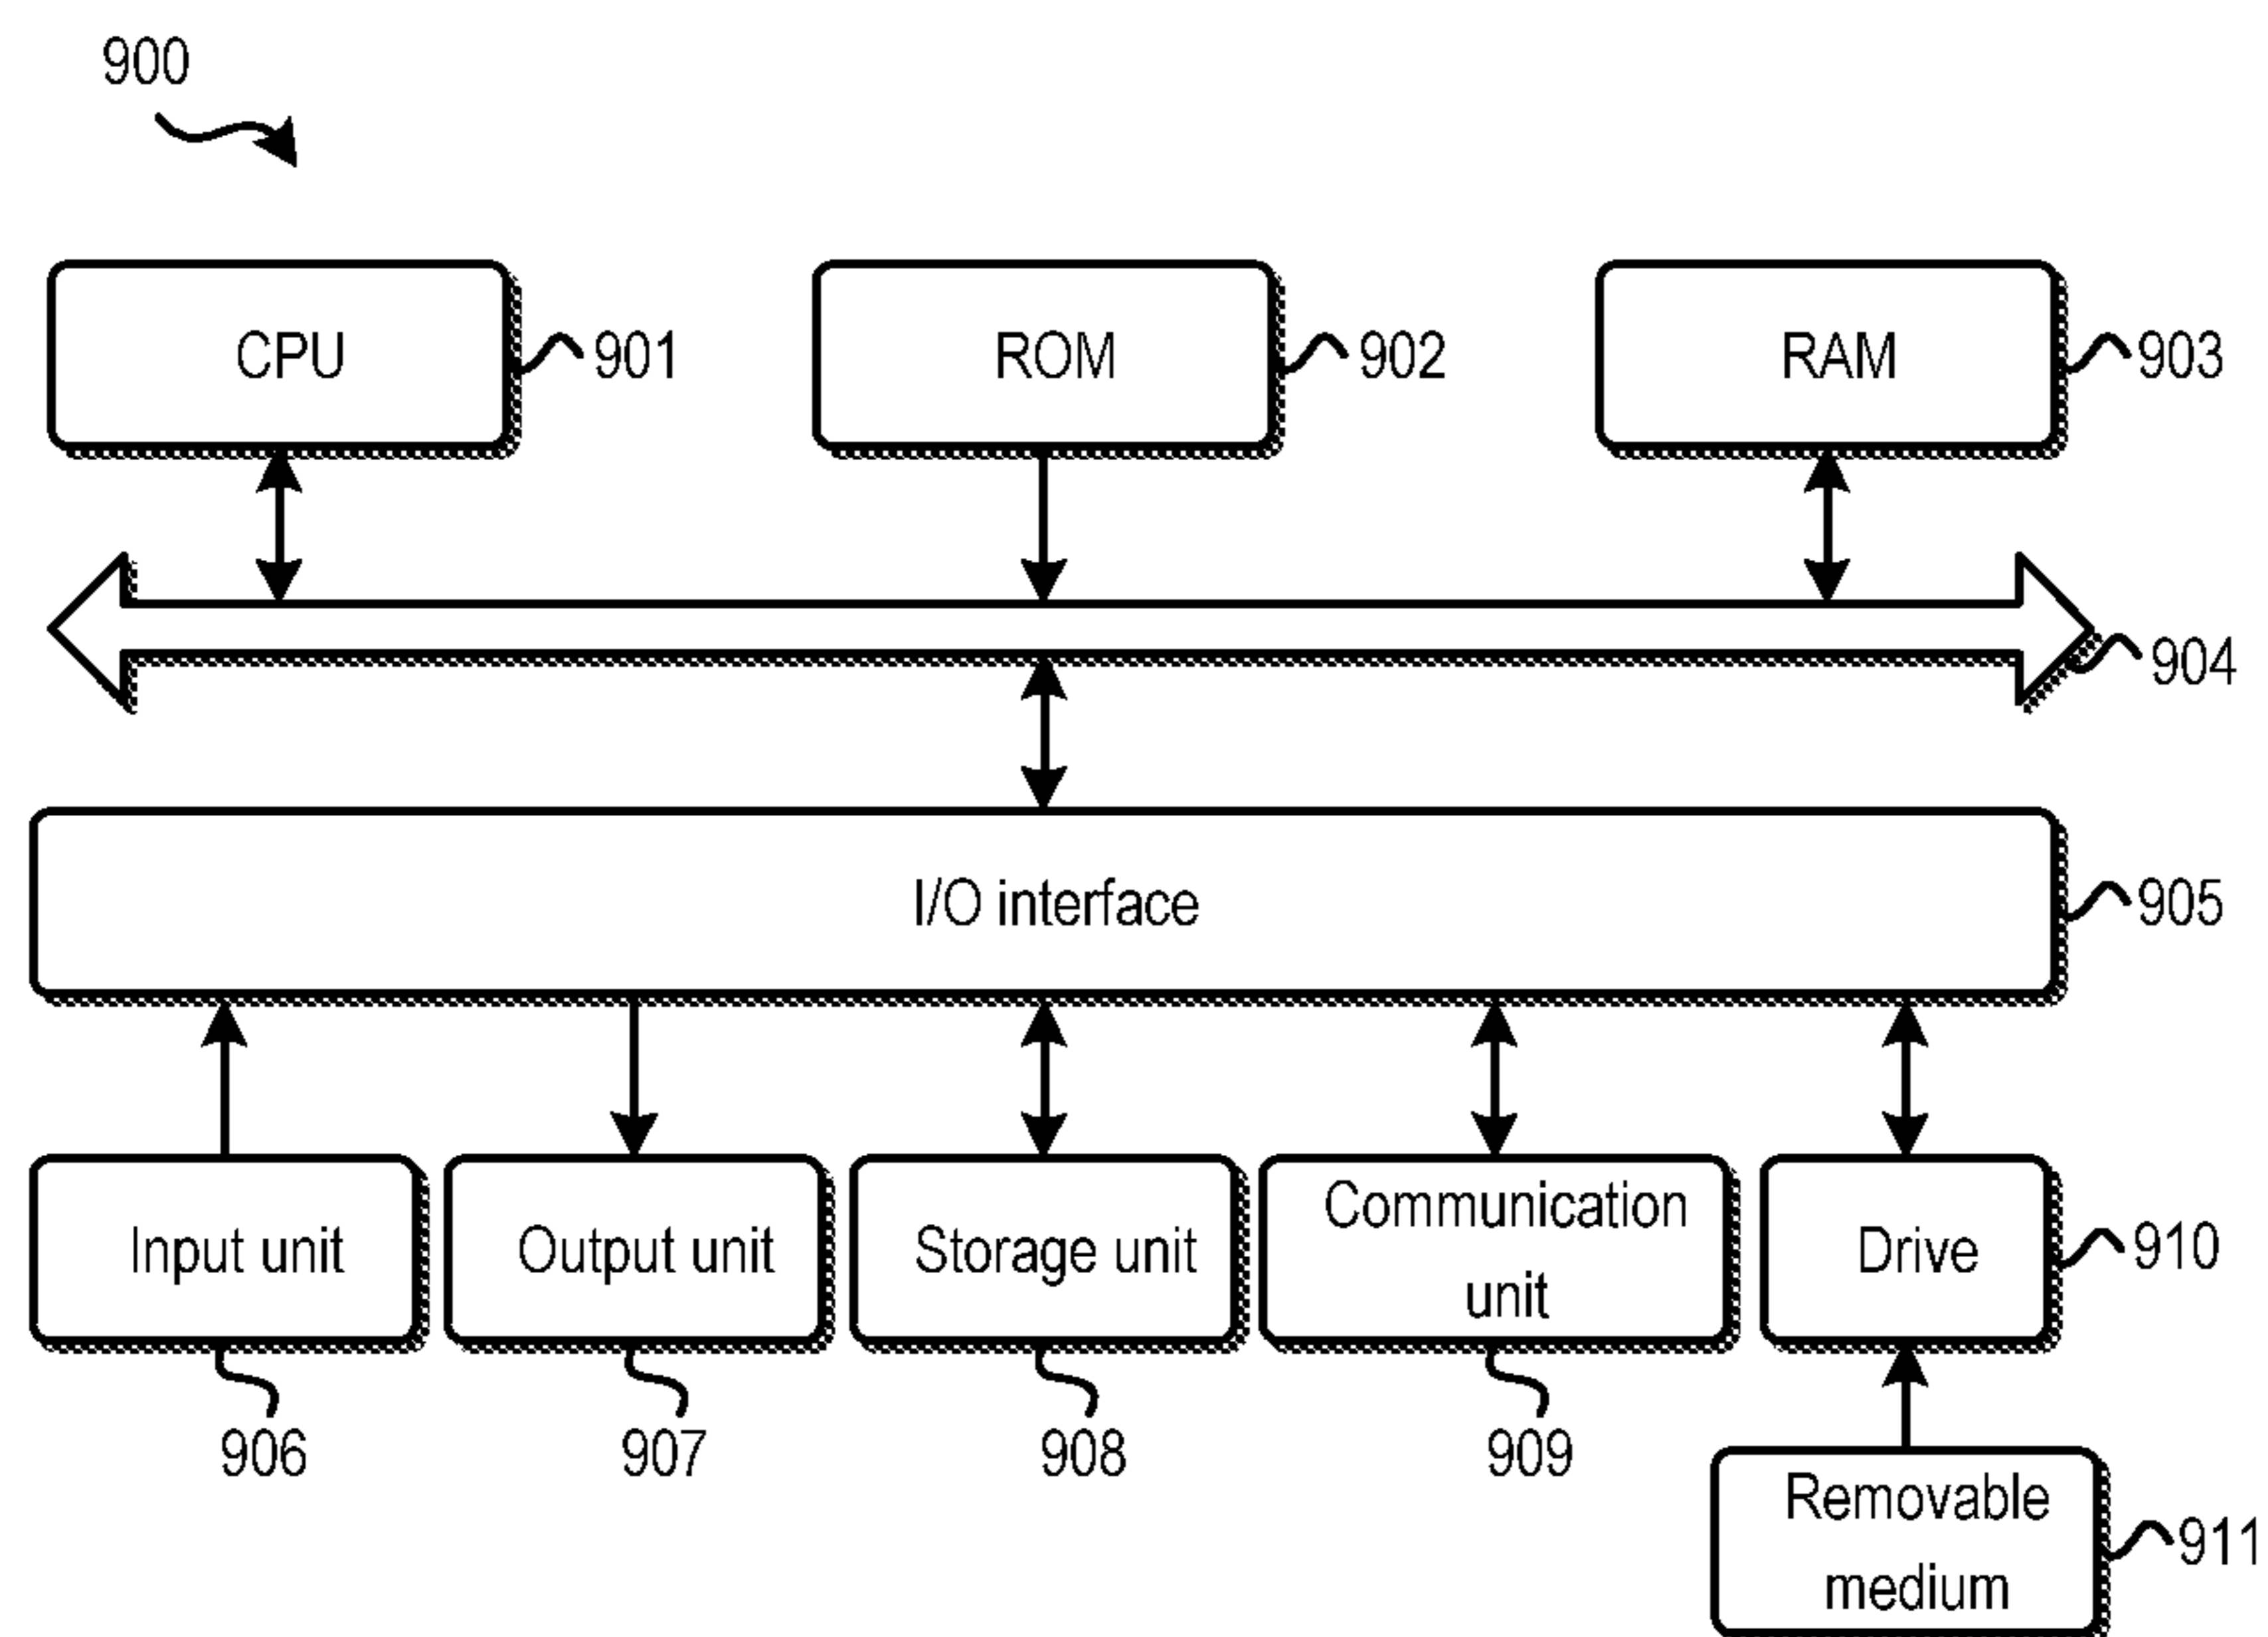 900
CPU
901
ROM
902
RAM
903
904
I/O interface
905
Input unit
Output unit
Storage unit
Communication
unit
Drive
910
906
907
908
909
Removable
medium
911